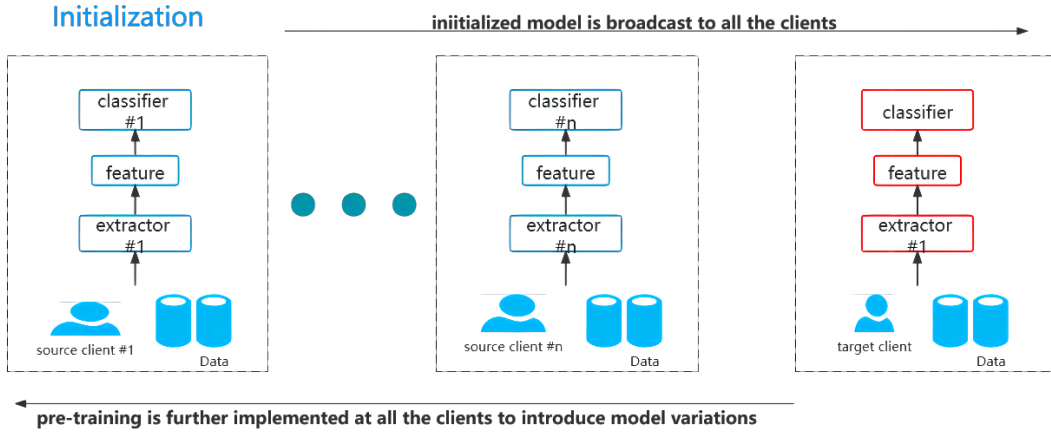 Initialization
iniitialized model is broadcast to all the clients
classifier
#1
feature
extractor
#1
source client #1
Data
classifier
#n
feature
extractor
#n
source client #n
Data
classifier
feature
extractor
#1
target client
Data
pre-training is further implemented at all the clients to introduce model variations